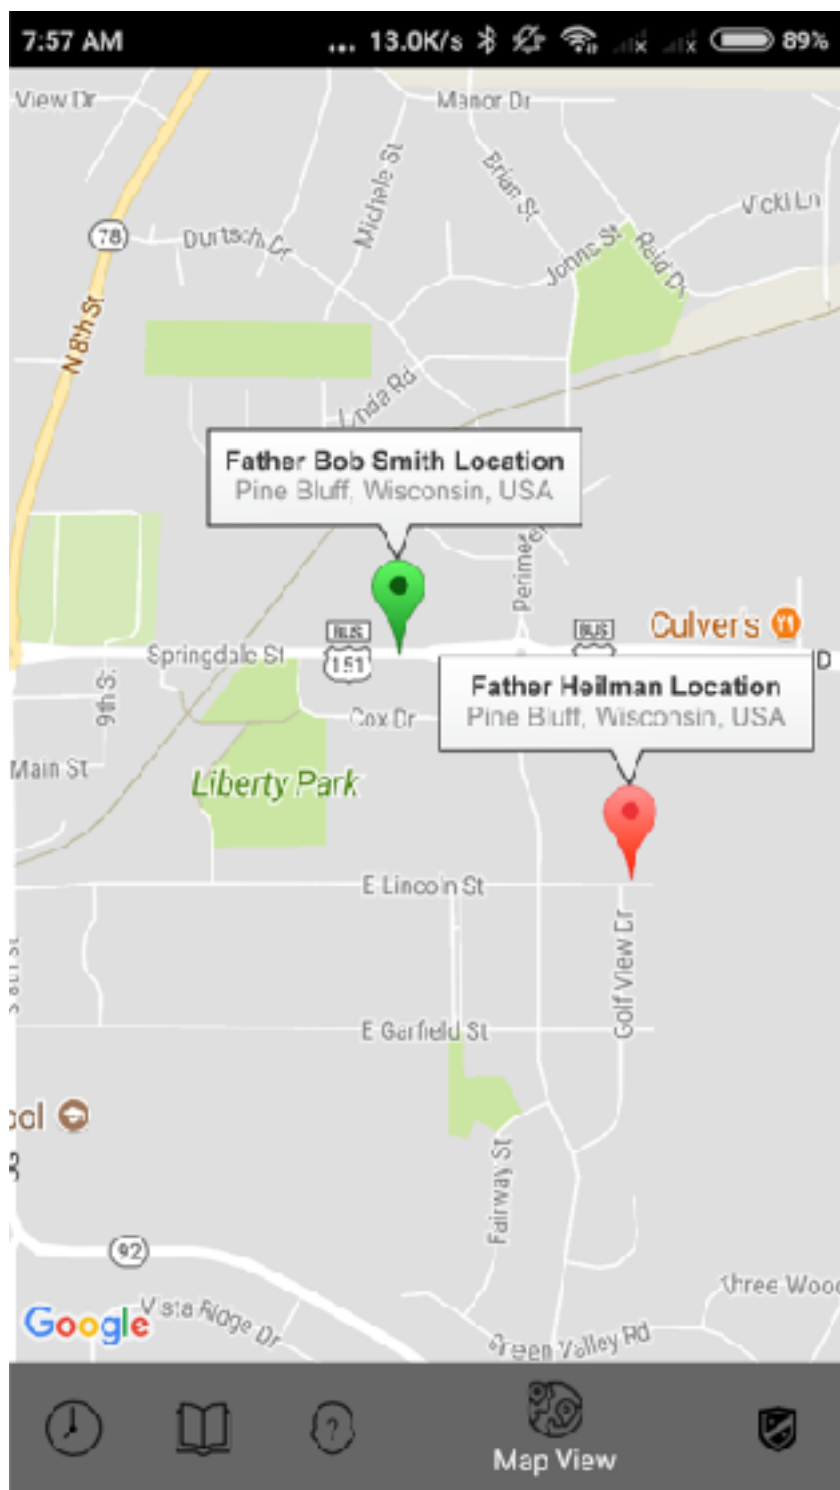 7:57 AM
... 13.0K/s
89%
View Dr
Manor Dr
Michele St
Brian St
Vicki Ln
78
Durtschi Dr
Johns St
Reid Dr
N 8th St
Linda Rd
Father Bob Smith Location
Pine Bluff, Wisconsin, USA
BUS
151
BUS
Culver's
Springdale St
D
9th St
Father Heilman Location
Pine Bluff, Wisconsin, USA
Cox Dr
Main St
Liberty Park
E Lincoln St
Golf View Dr
E Garfield St
ool
Fairway St
92
Three Wood
Google
Vista Ridge Dr
Green Valley Rd
Map View